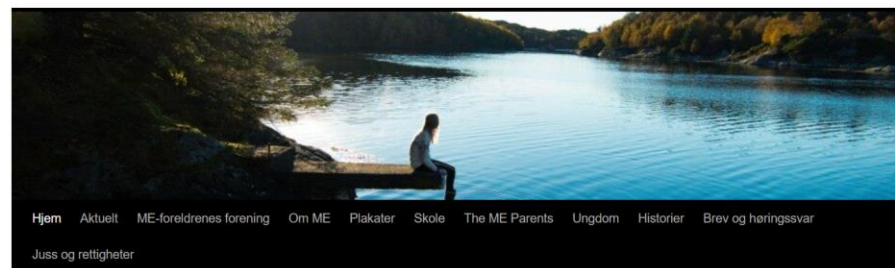 Hjem Aktuelt ME-foreldrenes forening Om ME Plakater Skole The ME Parents Ungdom Historier Brev og høringssvar
Juss og rettigheter